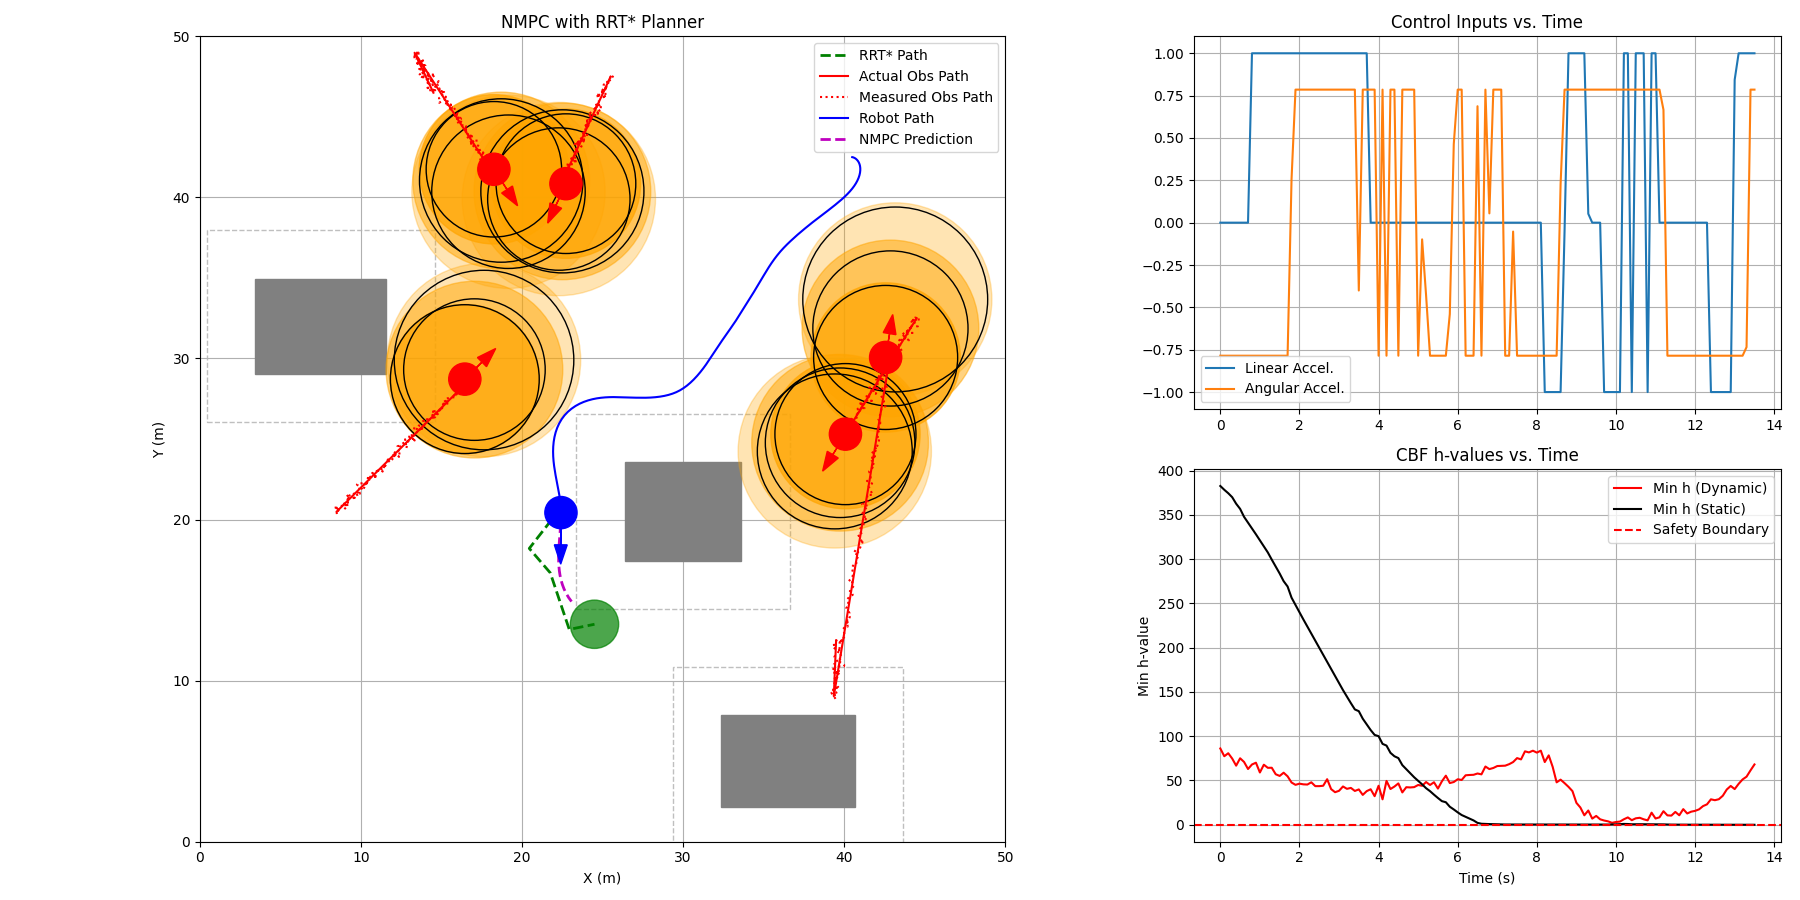 NMPC with RRT* Planner
50
40
30
20
10
0
Y (m)
0
10
20
30
40
50
X (m)
RRT* Path
Actual Obs Path
Measured Obs Path
Robot Path
NMPC Prediction
Control Inputs vs. Time
1.00
0.75
0.50
0.25
0.00
−0.25
−0.50
−0.75
−1.00
Linear Accel.
Angular Accel.
0
2
4
6
8
10
12
14
CBF h-values vs. Time
400
350
300
250
200
150
100
50
0
Min h-value
Min h (Dynamic)
Min h (Static)
Safety Boundary
0
2
4
6
8
10
12
14
Time (s)